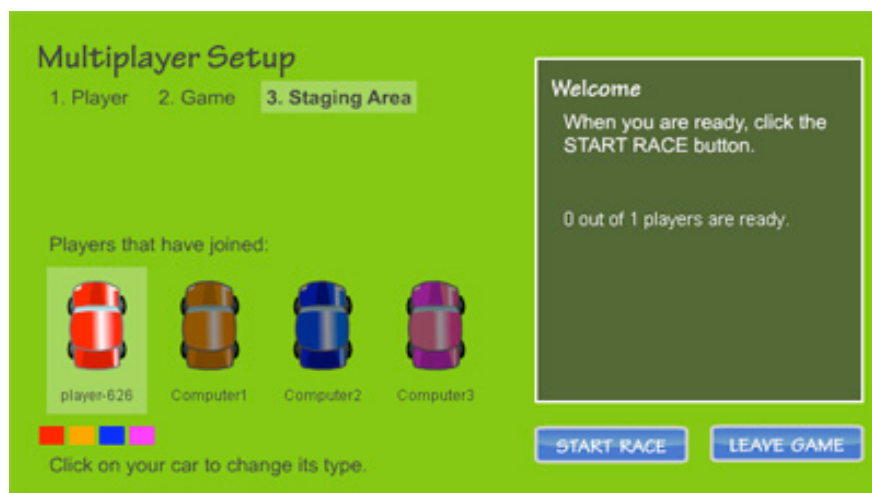 Multiplayer Setup
1. Player 2. Game 3. Staging Area
Welcome
When you are ready, click the
START RACE button.
0 out of 1 players are ready.
Players that have joined:
player-626 Computer1 Computer2 Computer3
Click on your car to change its type.
START RACE LEAVE GAME